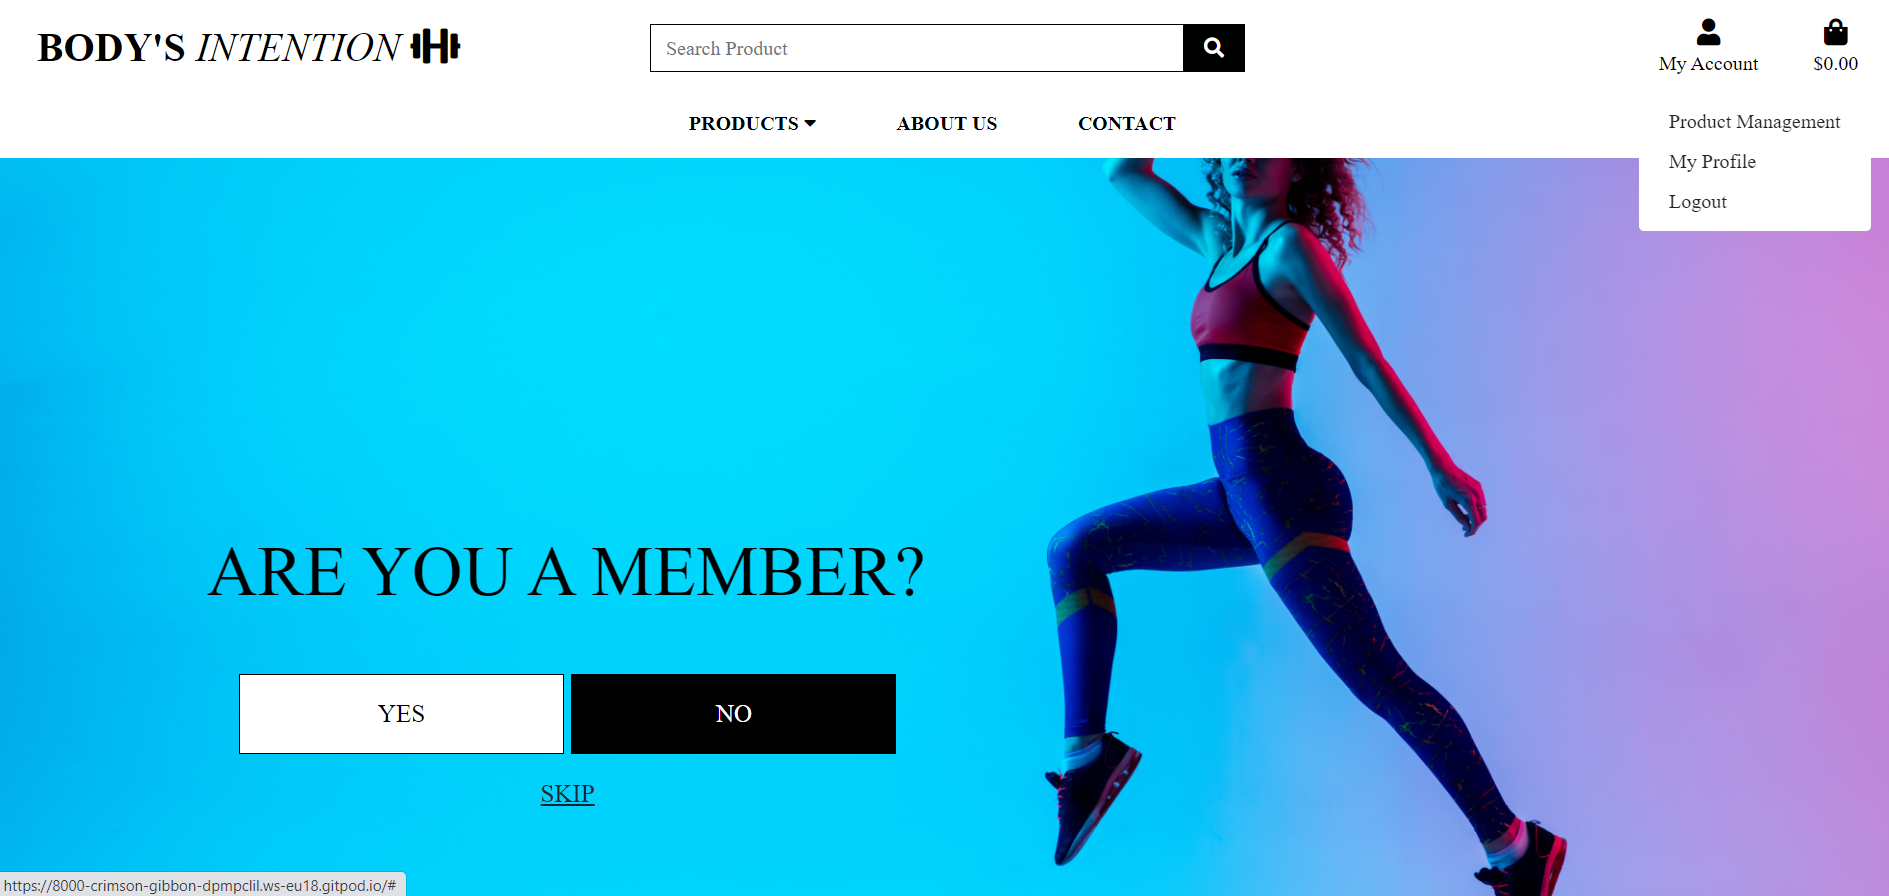 BODY'S INTENTION
Search Product
My Account
$0.00
PRODUCTS
ABOUT US
CONTACT
Product Management
My Profile
Logout
ARE YOU A MEMBER?
YES
NO
SKIP
https://8000-crimson-gibbon-dpmpclil.ws-eu18.gitpod.io/#